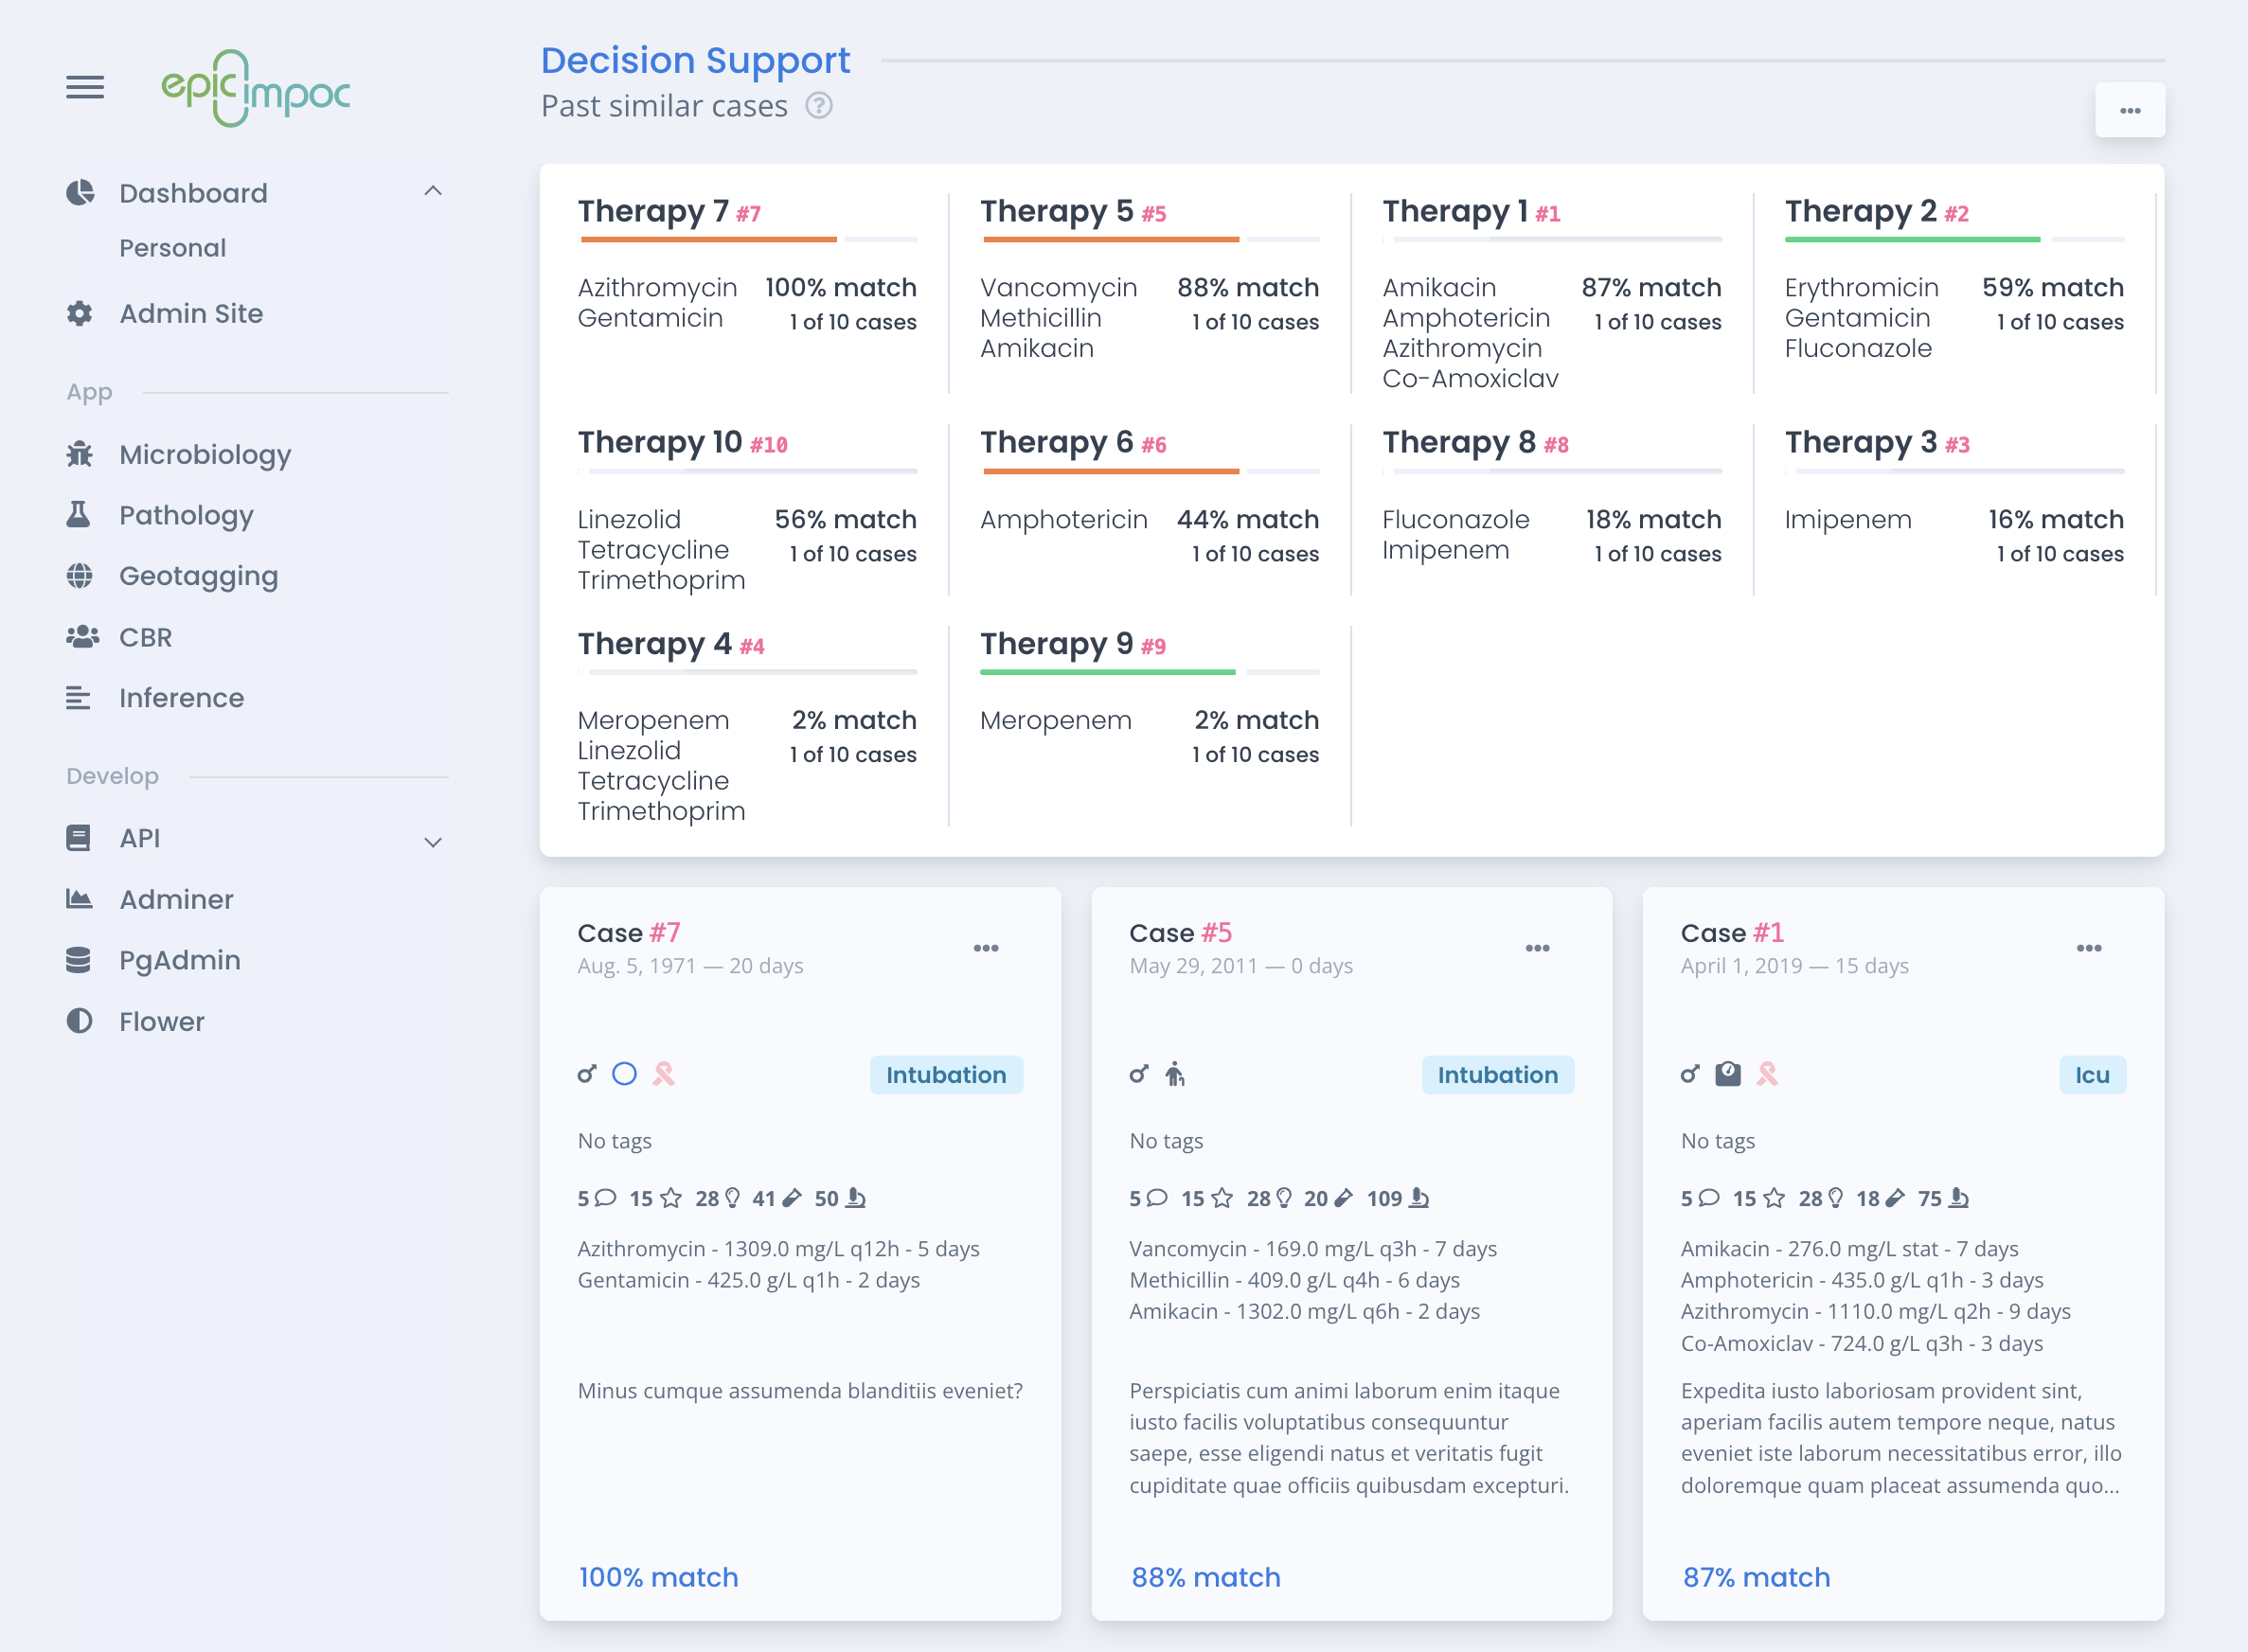 epic impoc
Dashboard
Personal
Admin Site
App
Microbiology
Pathology
Geotagging
CBR
Inference
Develop
API
Adminer
PgAdmin
Flower
Decision Support
Past similar cases ?
Therapy 7 #7
Azithromycin 100% match
Gentamicin 1 of 10 cases
Therapy 5 #5
Vancomycin 88% match
Methicillin 1 of 10 cases
Amikacin
Therapy 1 #1
Amikacin 87% match
Amphotericin 1 of 10 cases
Azithromycin
Co-Amoxiclav
Therapy 2 #2
Erythromicin 59% match
Gentamicin 1 of 10 cases
Fluconazole
Therapy 10 #10
Linezolid 56% match
Tetracycline 1 of 10 cases
Trimethoprim
Therapy 6 #6
Amphotericin 44% match
1 of 10 cases
Therapy 8 #8
Fluconazole 18% match
Imipenem 1 of 10 cases
Therapy 3 #3
Imipenem 16% match
1 of 10 cases
Therapy 4 #4
Meropenem 2% match
Linezolid 1 of 10 cases
Tetracycline
Trimethoprim
Therapy 9 #9
Meropenem 2% match
1 of 10 cases
Case #7
Aug. 5, 1971 — 20 days
Intubation
No tags
5 15 28 41 50
Azithromycin - 1309.0 mg/L q12h - 5 days
Gentamicin - 425.0 g/L q1h - 2 days
Minus cumque assumenda blanditiis eveniet?
100% match
Case #5
May 29, 2011 — 0 days
Intubation
No tags
5 15 28 20 109
Vancomycin - 169.0 mg/L q3h - 7 days
Methicillin - 409.0 g/L q4h - 6 days
Amikacin - 1302.0 mg/L q6h - 2 days
Perspiciatis cum animi laborum enim itaque
iusto facilis voluptatibus consequuntur
saepe, esse eligendi natus et veritatis fugit
cupiditate quae officiis quibusdam excepturi.
88% match
Case #1
April 1, 2019 — 15 days
Icu
No tags
5 15 28 18 75
Amikacin - 276.0 mg/L stat - 7 days
Amphotericin - 435.0 g/L q1h - 3 days
Azithromycin - 1110.0 mg/L q2h - 9 days
Co-Amoxiclav - 724.0 g/L q3h - 3 days
Expedita iusto laboriosam provident sint,
aperiam facilis autem tempore neque, natus
eveniet iste laborum necessitatibus error, illo
doloremque quam placeat assumenda quo...
87% match